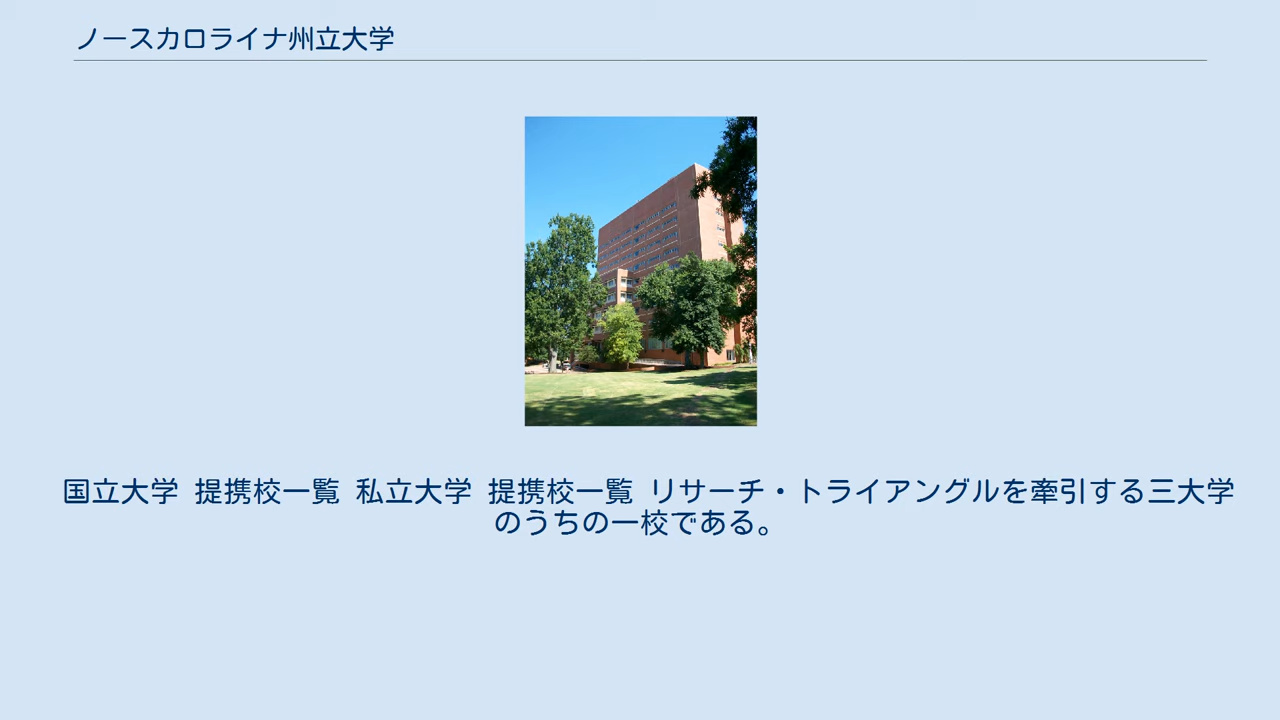 ノースカロライナ州立大学
国立大学 提携校一覧 私立大学 提携校一覧 リサーチ・トライアングルを牽引する三大学
のうちの一校である。